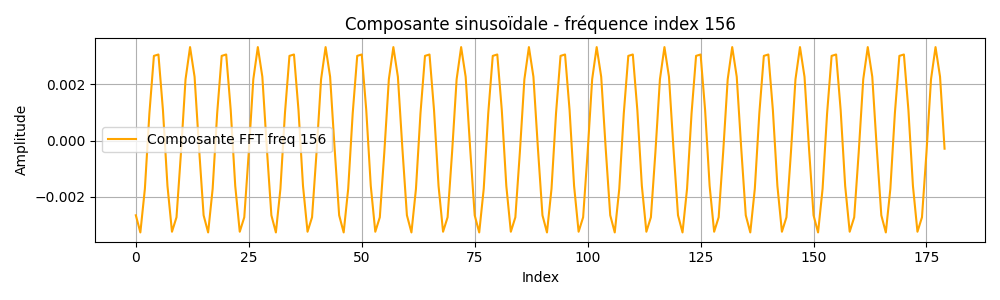 Composante sinusoïdale - fréquence index 156
Amplitude
0.002
0.000
−0.002
Composante FFT freq 156
0 25 50 75 100 125 150 175
Index